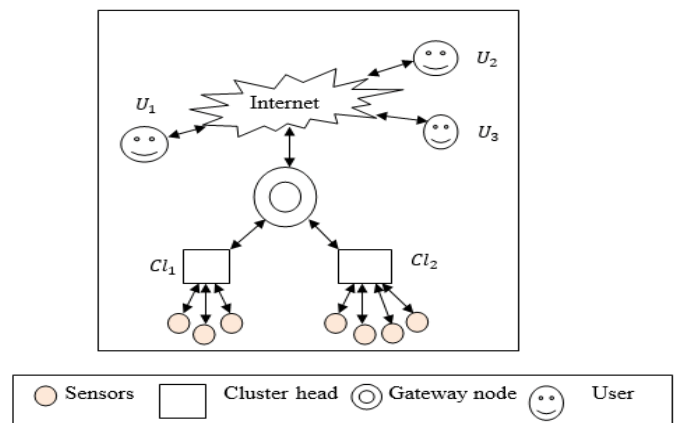 U₂
Internet
U₁
U₃
Cl₁
Cl₂
Sensors Cluster head Gateway node User